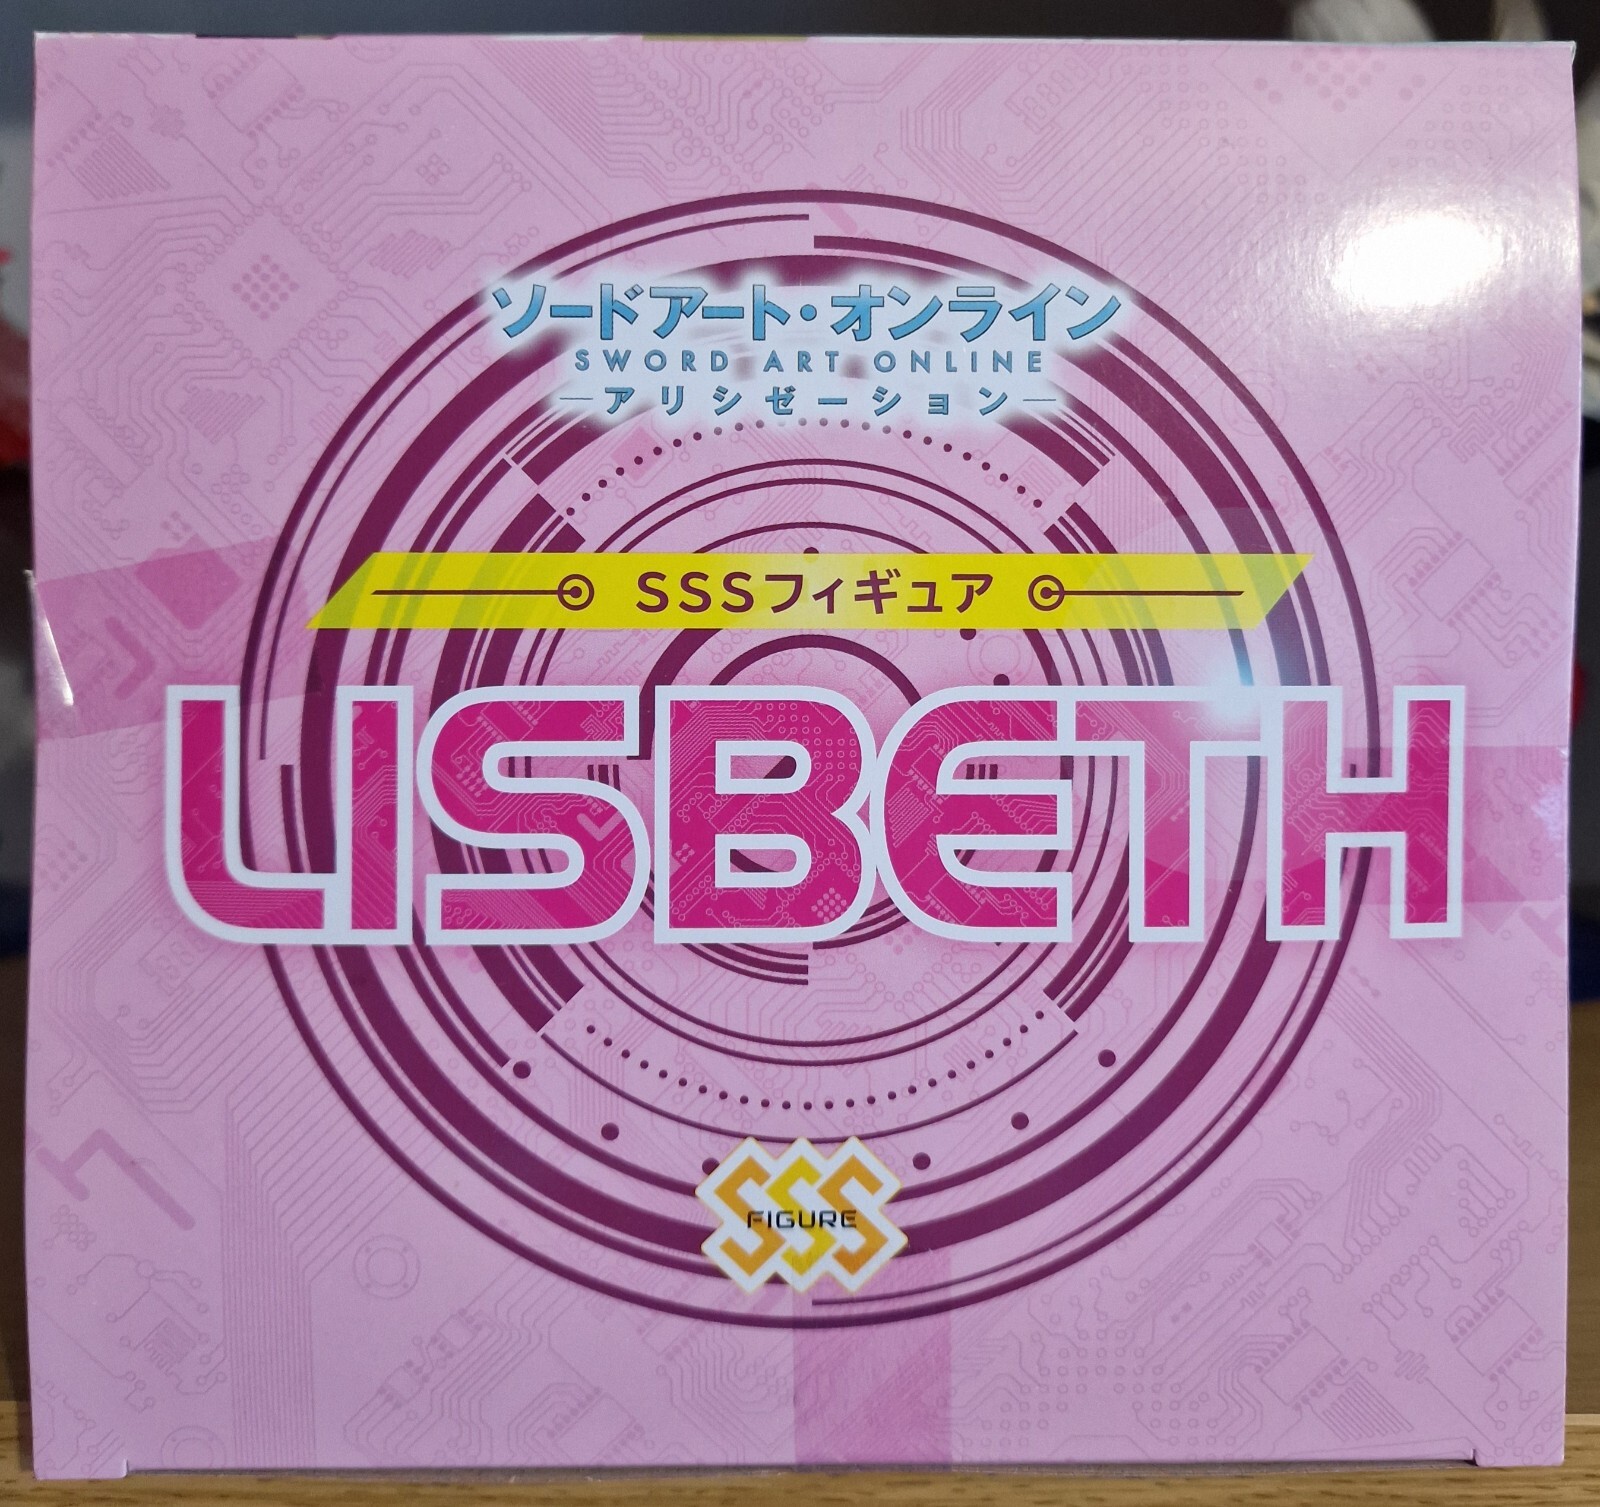 ソードアート・オンライン
SWORD ART ONLINE
アリシゼーション
SSSフィギュア
LISBETH
SSS
FIGURE